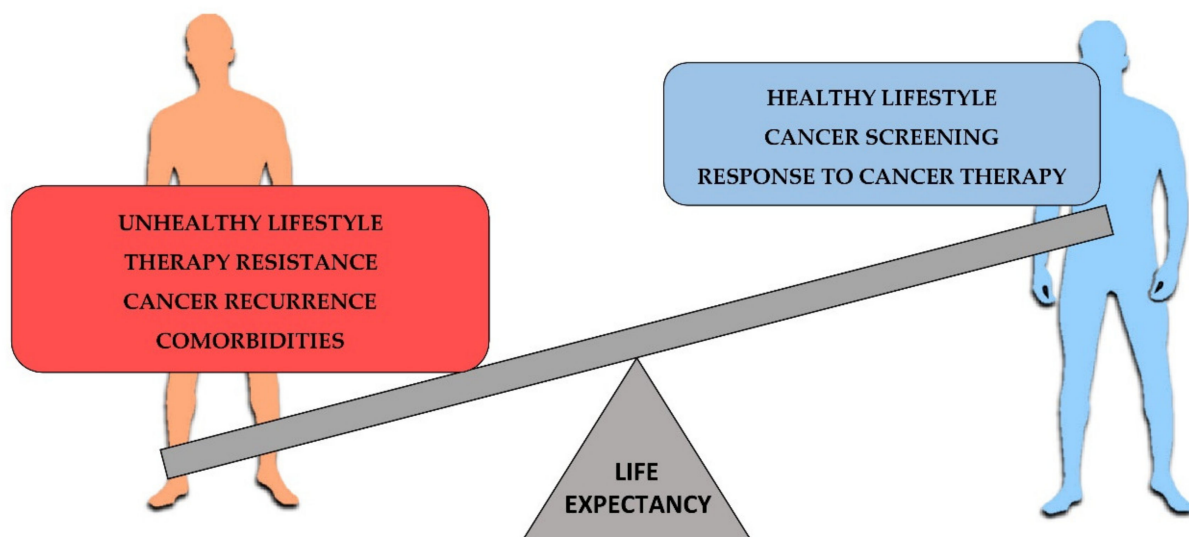 UNHEALTHY LIFESTYLE
THERAPY RESISTANCE
CANCER RECURRENCE
COMORBIDITIES
HEALTHY LIFESTYLE
CANCER SCREENING
RESPONSE TO CANCER THERAPY
LIFE
EXPECTANCY